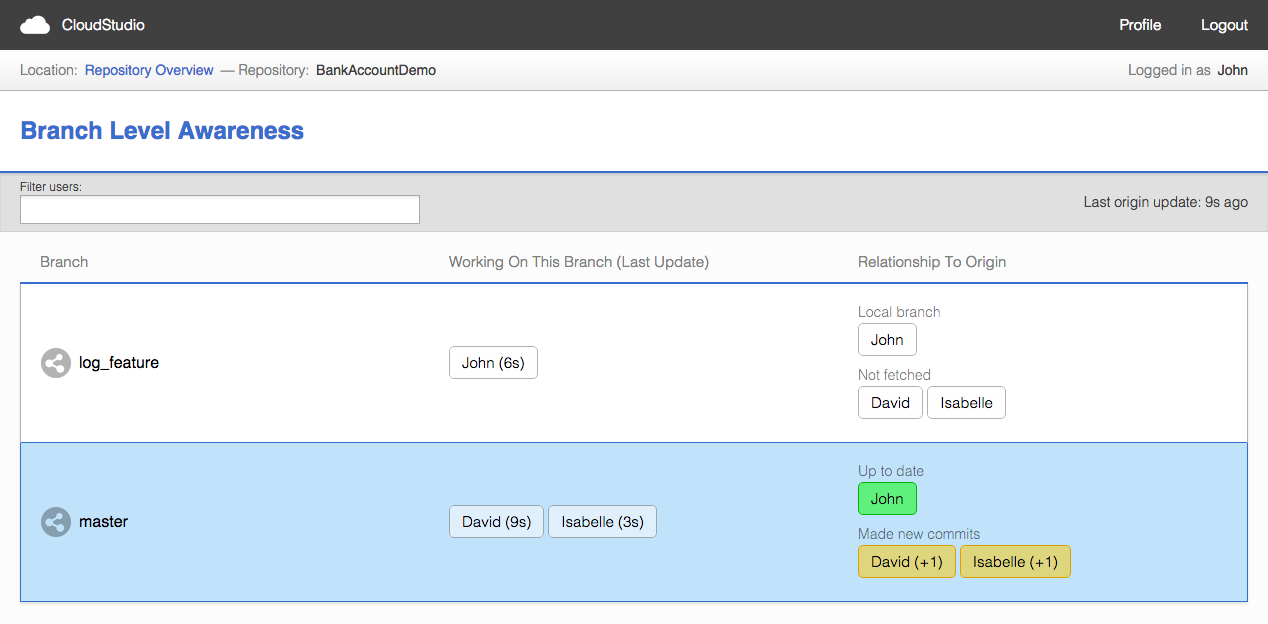 CloudStudio Profile Logout
Location: Repository Overview — Repository: BankAccountDemo Logged in as John
Branch Level Awareness
Filter users:
Last origin update: 9s ago
Branch Working On This Branch (Last Update) Relationship To Origin
Local branch
John
log_feature John (6s)
Not fetched
David Isabelle
Up to date
John
master David (9s) Isabelle (3s)
Made new commits
David (+1) Isabelle (+1)